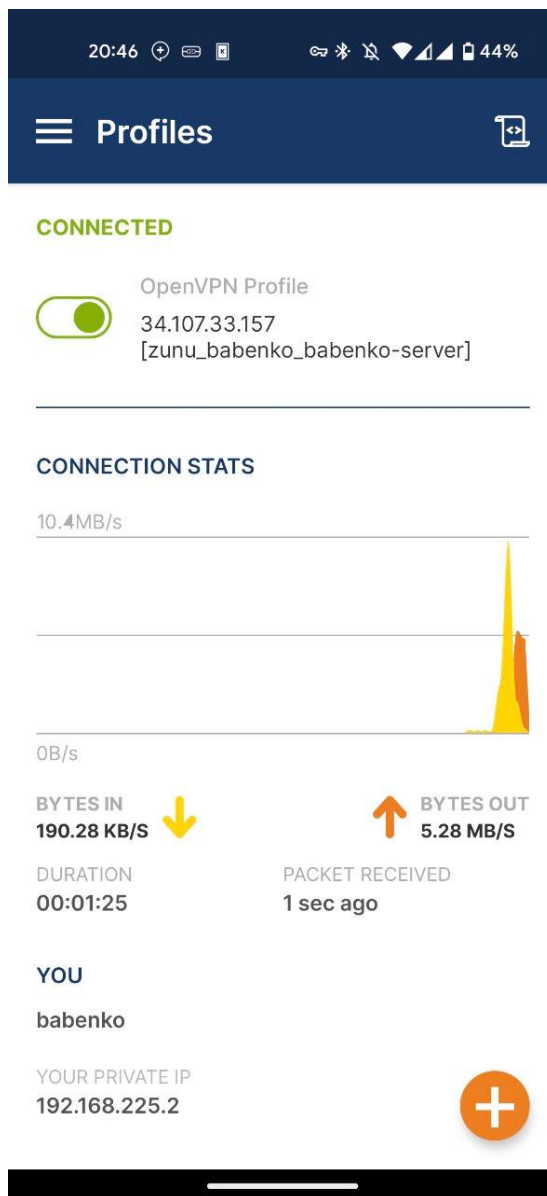 20:46
44%
Profiles
CONNECTED
OpenVPN Profile
34.107.33.157
[zunu_babenko_babenko-server]
CONNECTION STATS
10.4MB/s
0B/s
BYTES IN
190.28 KB/S
BYTES OUT
5.28 MB/S
DURATION
00:01:25
PACKET RECEIVED
1 sec ago
YOU
babenko
YOUR PRIVATE IP
192.168.225.2